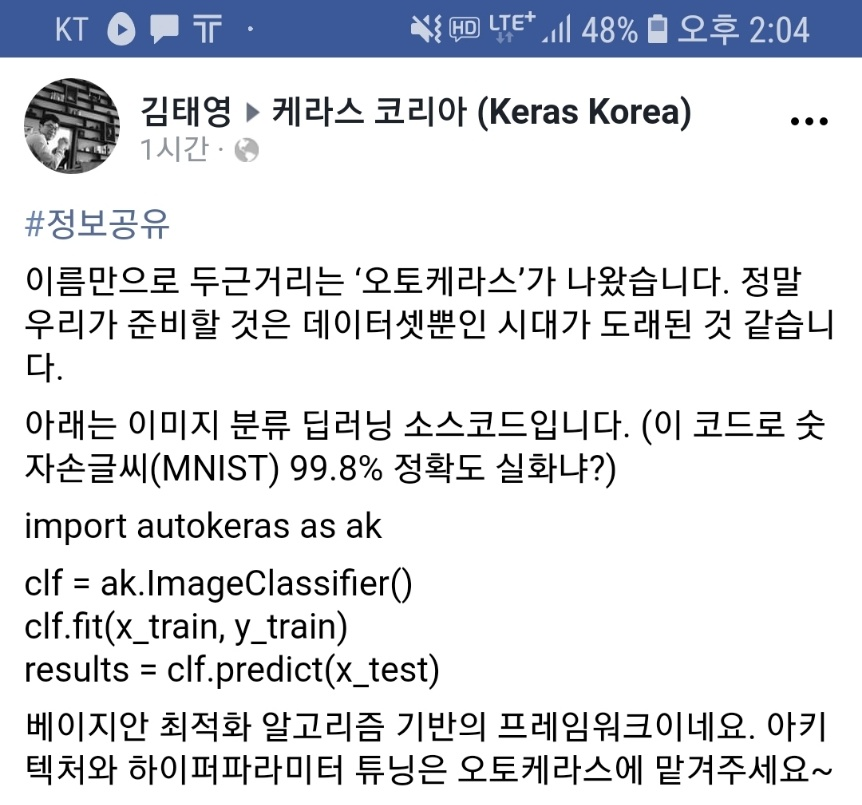 KT HD LTE+ 48% 오후 2:04
김태영 ▶ 케라스 코리아 (Keras Korea)
1시간 ·
#정보공유
이름만으로 두근거리는 ‘오토케라스’가 나왔습니다. 정말
우리가 준비할 것은 데이터셋뿐인 시대가 도래된 것 같습니
다.
아래는 이미지 분류 딥러닝 소스코드입니다. (이 코드로 숫
자손글씨(MNIST) 99.8% 정확도 실화냐?)
import autokeras as ak
clf = ak.ImageClassifier()
clf.fit(x_train, y_train)
results = clf.predict(x_test)
베이지안 최적화 알고리즘 기반의 프레임워크이네요. 아키
텍처와 하이퍼파라미터 튜닝은 오토케라스에 맡겨주세요~